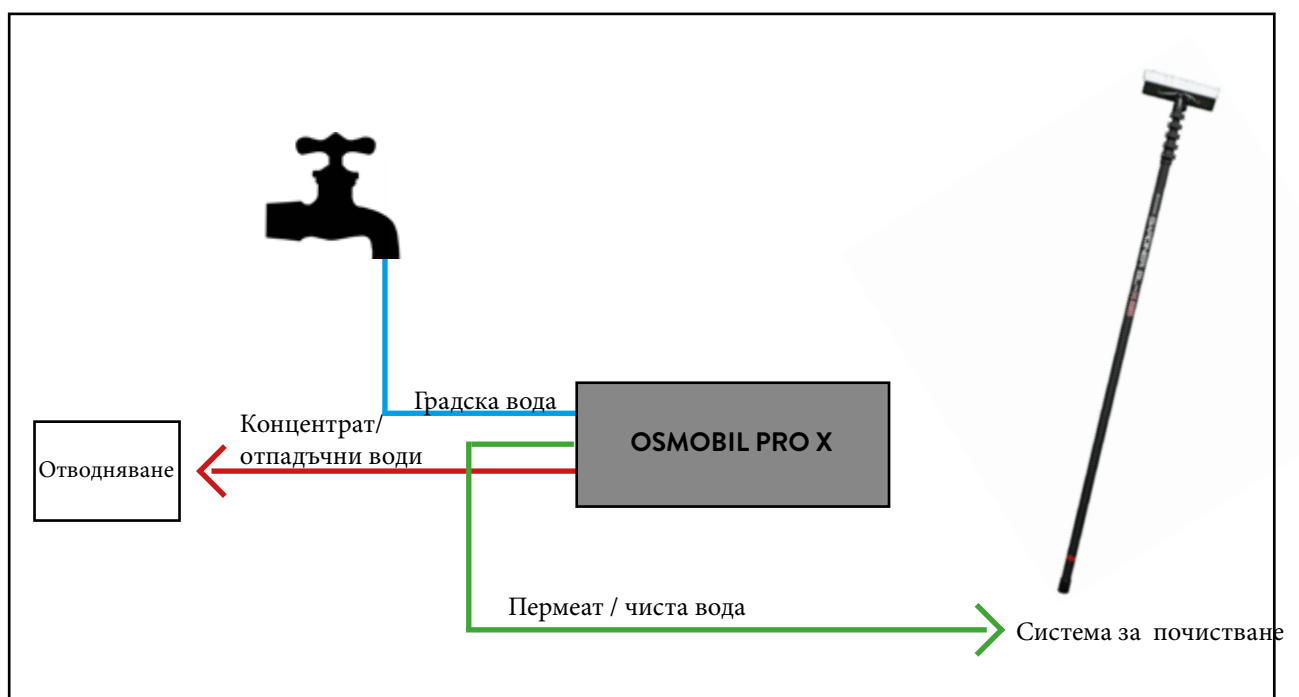 Градска вода
Концентрат/
отпадъчни води
OSMOBIL PRO X
Отводняване
Пермеат / чиста вода
Система за почистване